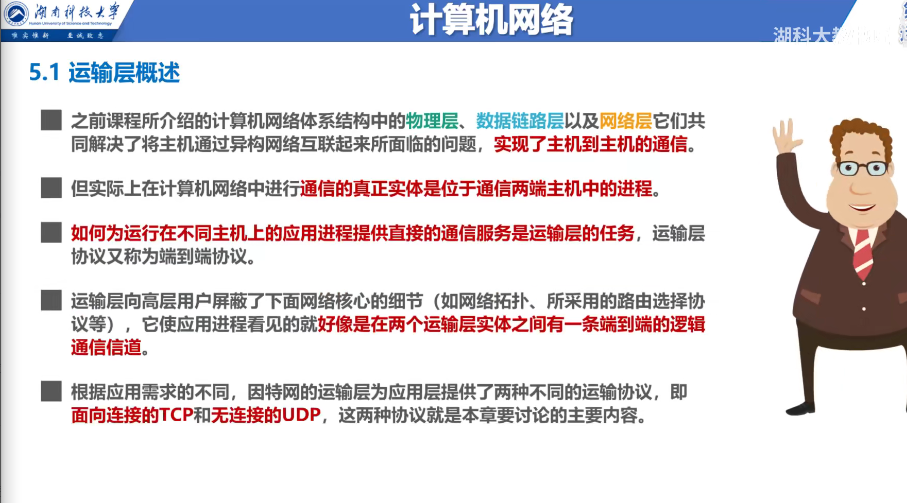 湖南科技大学
Hunan University of Science and Technology
唯实惟新 至诚致志
计算机网络
湖科大教
5.1 运输层概述
之前课程所介绍的计算机网络体系结构中的物理层、数据链路层以及网络层它们共
同解决了将主机通过异构网络互联起来所面临的问题，实现了主机到主机的通信。
但实际上在计算机网络中进行通信的真正实体是位于通信两端主机中的进程。
如何为运行在不同主机上的应用进程提供直接的通信服务是运输层的任务，运输层
协议又称为端到端协议。
运输层向高层用户屏蔽了下面网络核心的细节（如网络拓扑、所采用的路由选择协
议等），它使应用进程看见的就好像是在两个运输层实体之间有一条端到端的逻辑
通信信道。
根据应用需求的不同，因特网的运输层为应用层提供了两种不同的运输协议，即
面向连接的TCP和无连接的UDP，这两种协议就是本章要讨论的主要内容。